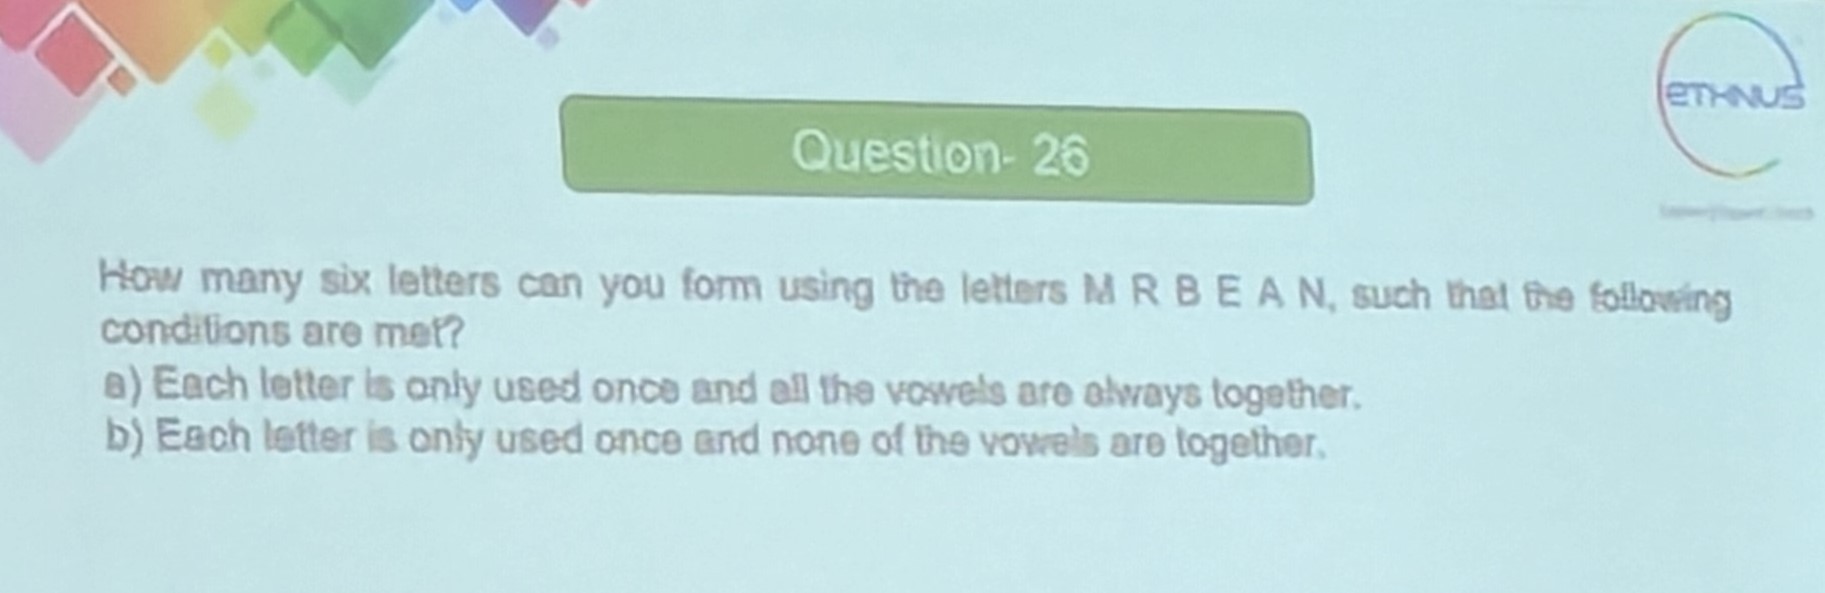 eTHNUS
Question- 26
How many six letters can you form using the letters M R B E A N, such that the following
conditions are met?
a) Each letter is only used once and all the vowels are always together.
b) Each letter is only used once and none of the vowels are together.